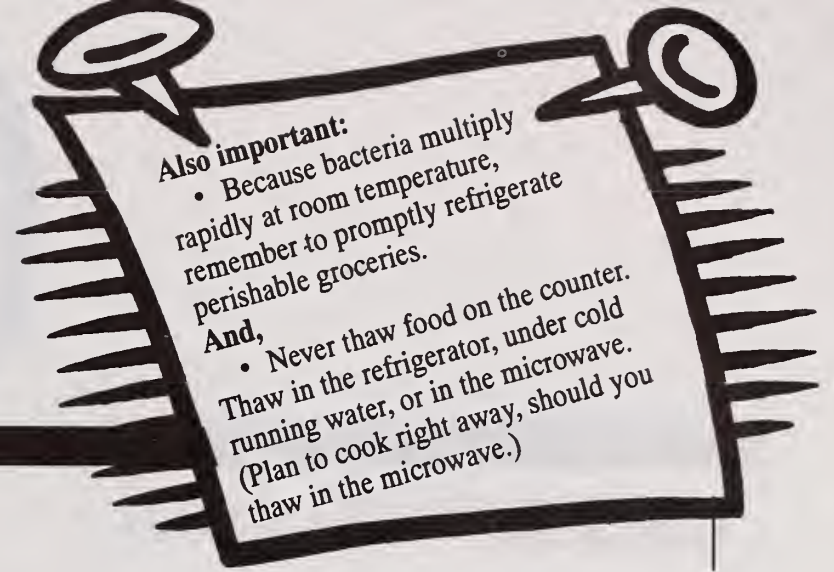 Also important:
• Because bacteria multiply
rapidly at room temperature,
remember to promptly refrigerate
perishable groceries.
And,
• Never thaw food on the counter.
Thaw in the refrigerator, under cold
running water, or in the microwave.
(Plan to cook right away, should you
thaw in the microwave.)